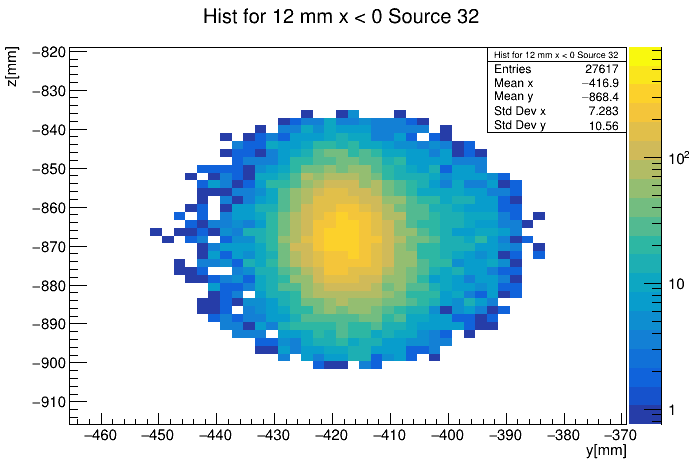 Hist for 12 mm x < 0 Source 32
z[mm]
Hist for 12 mm x < 0 Source 32
Entries 27617
Mean x −416.9
Mean y −868.4
Std Dev x 7.283
Std Dev y 10.56
−820
−830
−840
−850
−860
−870
−880
−890
−900
−910
−460 −450 −440 −430 −420 −410 −400 −390 −380 −370
y[mm]
10²
10
1